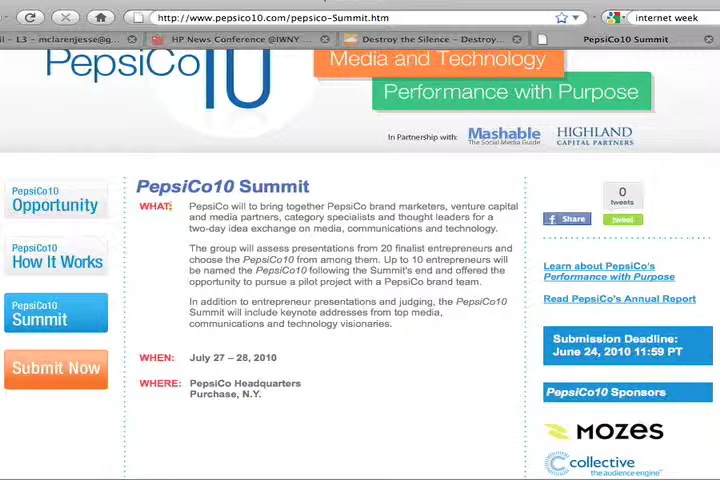 http://www.pepsico10.com/pepsico-Summit.htm
internet week
il - L3 - mclarenjesse@g...
HP News Conference @IWNY ...
Destroy the Silence - Destroy...
PepsiCo10 Summit
PepsiCo10
Media and Technology
Performance with Purpose
In Partnership with:
Mashable
The Social Media Guide
HIGHLAND
CAPITAL PARTNERS
PepsiCo10
Opportunity
PepsiCo10
How It Works
PepsiCo10
Summit
Submit Now
PepsiCo10 Summit
WHAT: PepsiCo will to bring together PepsiCo brand marketers, venture capital
and media partners, category specialists and thought leaders for a
two-day idea exchange on media, communications and technology.
The group will assess presentations from 20 finalist entrepreneurs and
choose the PepsiCo10 from among them. Up to 10 entrepreneurs will
be named the PepsiCo10 following the Summit's end and offered the
opportunity to pursue a pilot project with a PepsiCo brand team.
In addition to entrepreneur presentations and judging, the PepsiCo10
Summit will include keynote addresses from top media,
communications and technology visionaries.
WHEN: July 27 – 28, 2010
WHERE: PepsiCo Headquarters
Purchase, N.Y.
0
tweets
Share
tweet
Learn about PepsiCo's
Performance with Purpose
Read PepsiCo's Annual Report
Submission Deadline:
June 24, 2010 11:59 PT
PepsiCo10 Sponsors
MOZES
collective
the audience engine